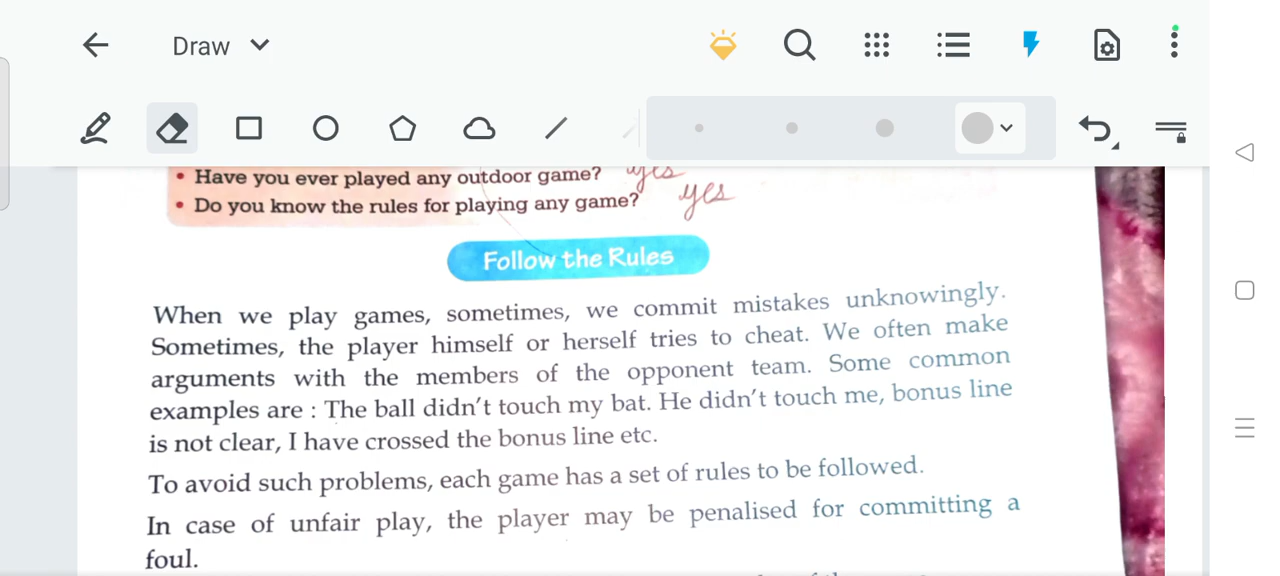 Draw
• Have you ever played any outdoor game? yes
• Do you know the rules for playing any game? yes
Follow the Rules
When we play games, sometimes, we commit mistakes unknowingly.
Sometimes, the player himself or herself tries to cheat. We often make
arguments with the members of the opponent team. Some common
examples are : The ball didn't touch my bat. He didn't touch me, bonus line
is not clear, I have crossed the bonus line etc.
To avoid such problems, each game has a set of rules to be followed.
In case of unfair play, the player may be penalised for committing a
foul.